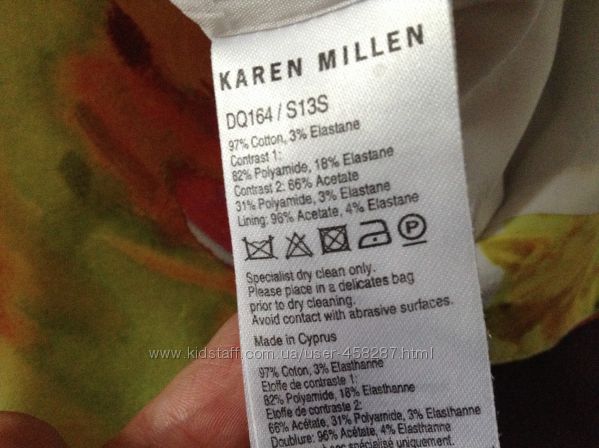 KAREN MILLEN
DQ164 / S13S
97% Cotton, 3% Elastane
Contrast 1:
82% Polyamide, 18% Elastane
Contrast 2: 66% Acetate
31% Polyamide, 3% Elastane
Lining: 96% Acetate, 4% Elastane
P
Specialist dry clean only.
Please place in a delicates bag
prior to dry cleaning.
Avoid contact with abrasive surfaces.
Made in Cyprus
www.kidstaff.com.ua/user-458287.html
97% Coton, 3% Elasthanne
Etoffe de contraste 1:
82% Polyamide, 18% Elasthanne
Etoffe de contraste 2:
66% Acétate, 31% Polyamide, 3% Elasthanne
Doublure: 96% Acétate, 4% Elasthanne
spécialisé uniquement.